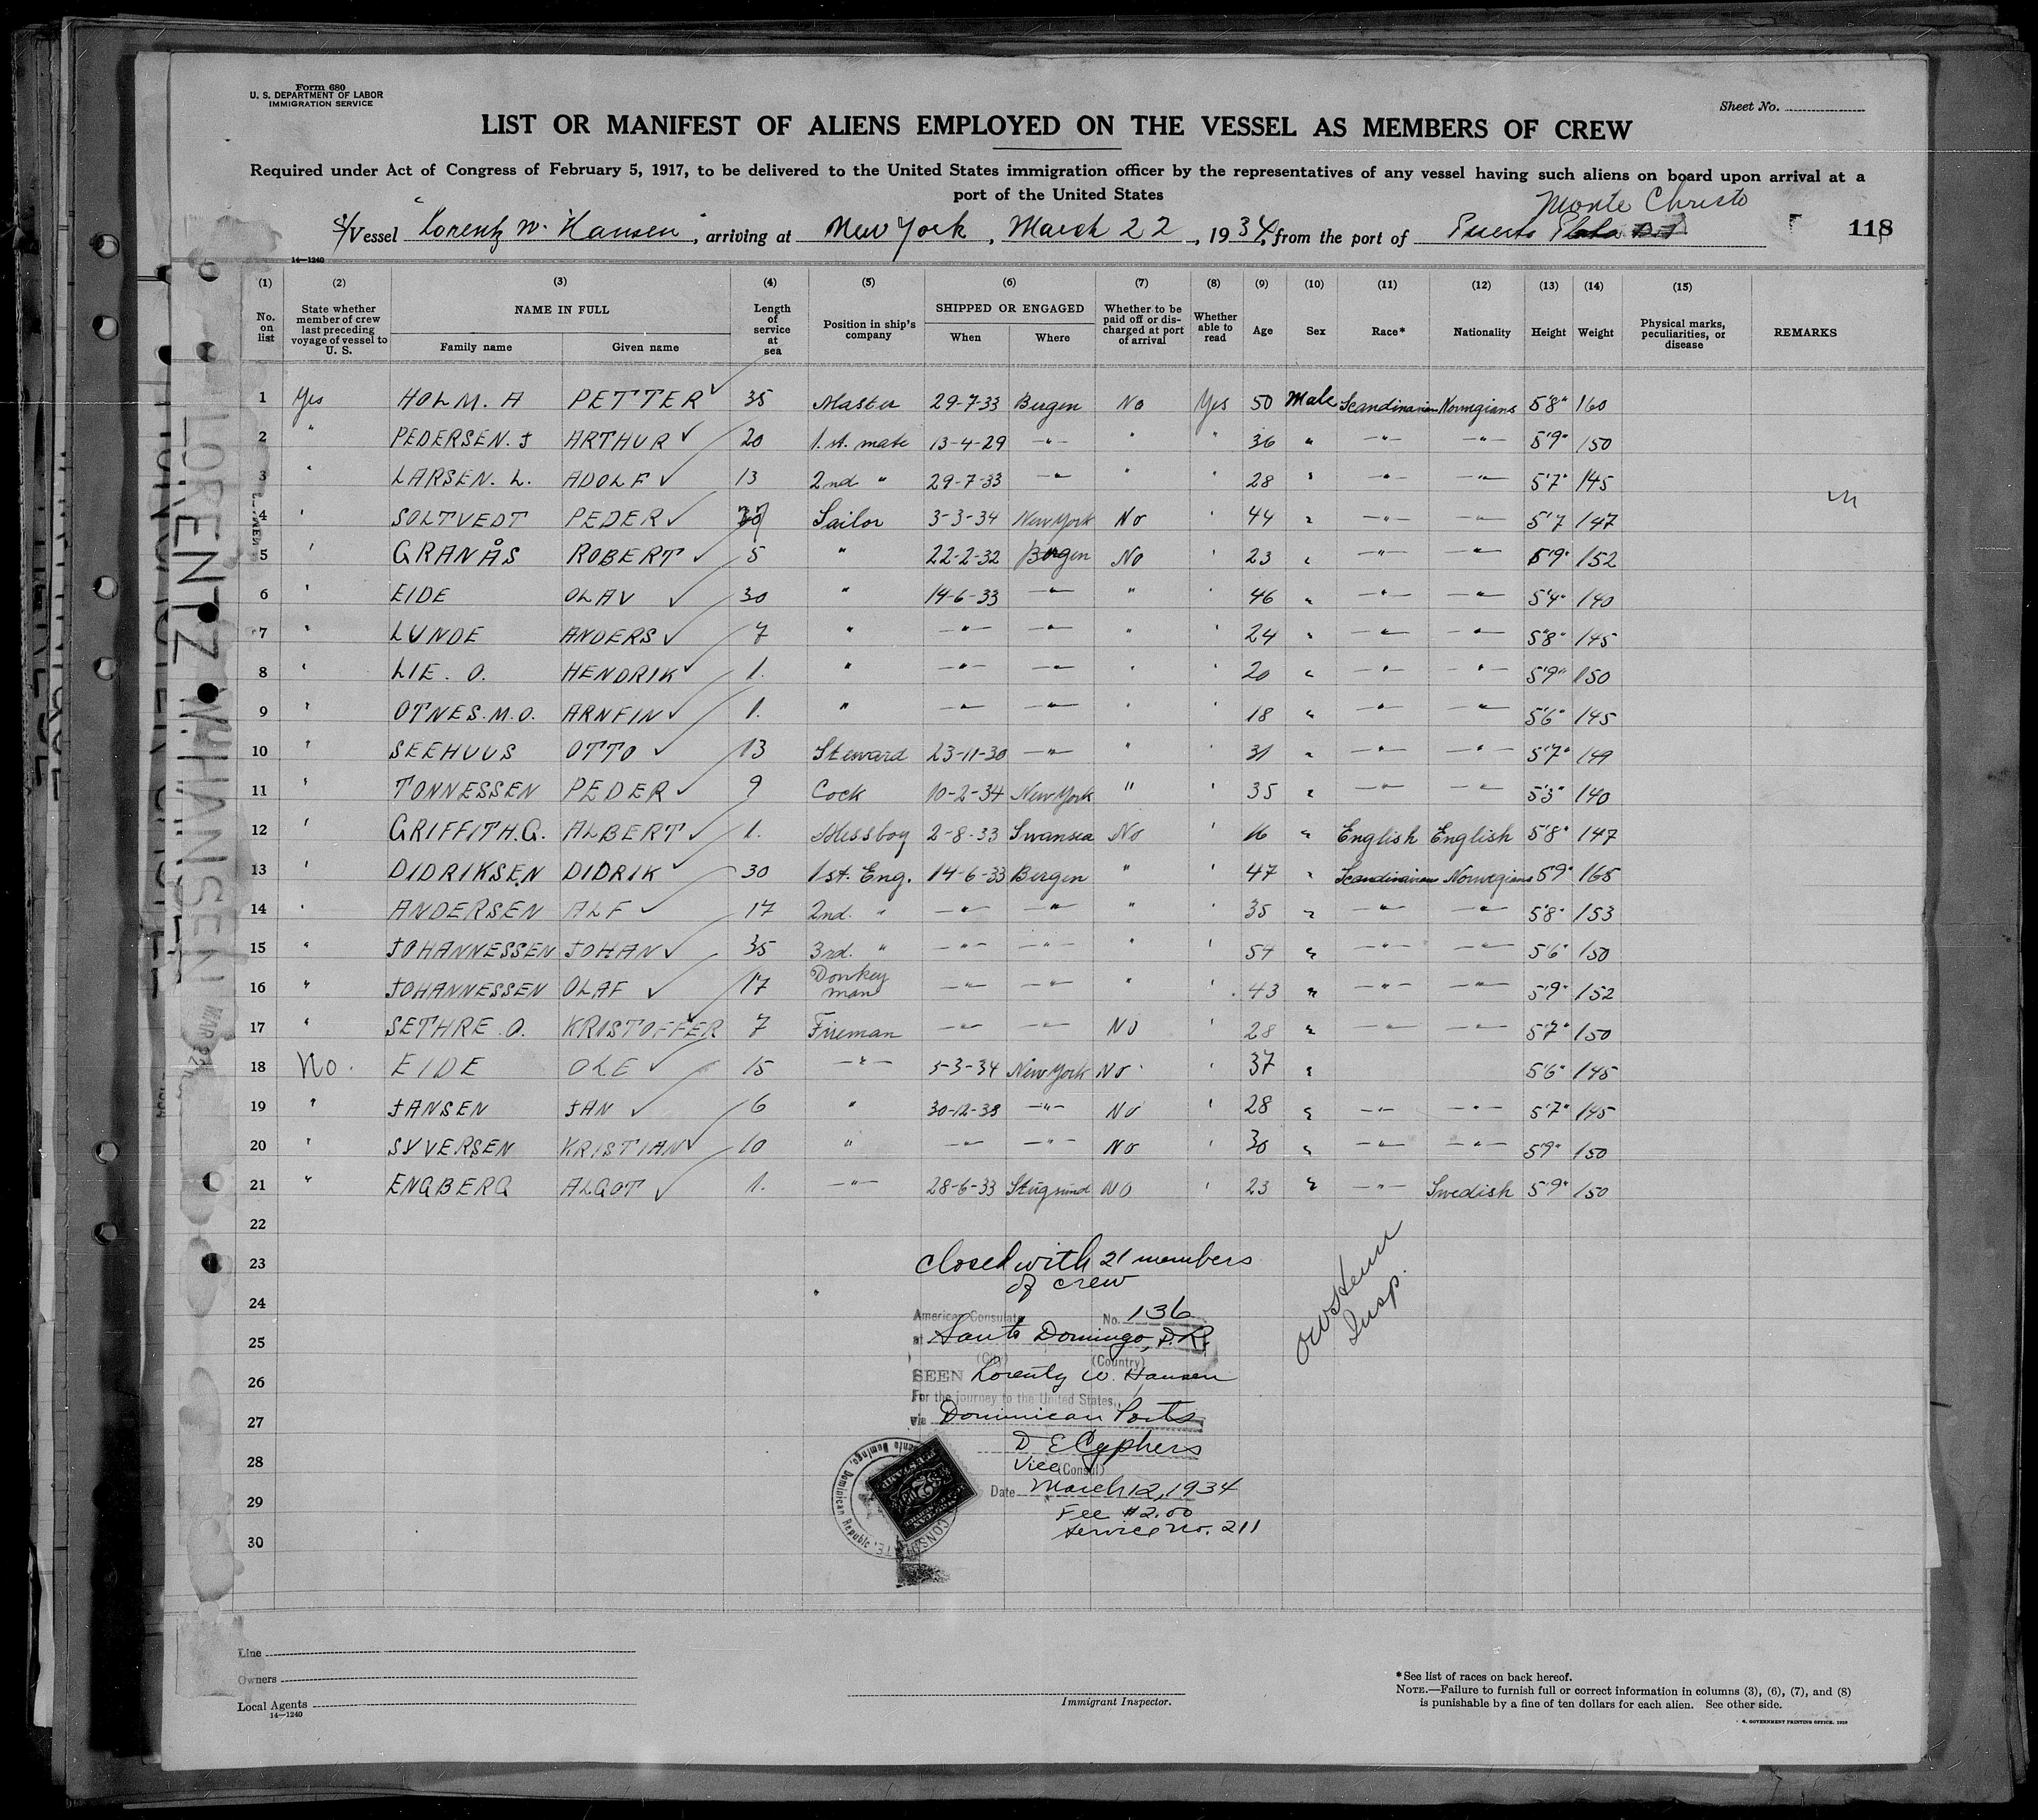 Form 680
U. S. DEPARTMENT OF LABOR
IMMIGRATION SERVICE
Sheet No.
LIST OR MANIFEST OF ALIENS EMPLOYED ON THE VESSEL AS MEMBERS OF CREW
Required under Act of Congress of February 5, 1917, to be delivered to the United States immigration officer by the representatives of any vessel having such aliens on board upon arrival at a
port of the United States
Monte Christo
S/Vessel "Lorentz W. Hansen", arriving at New York, March 22, 1934, from the port of Puerto Plata
118
14—1240
(1) (2) (3) (4) (5) (6) (7) (8) (9) (10) (11) (12) (13) (14) (15)
No. on list | State whether member of crew last preceding voyage of vessel to U. S. | NAME IN FULL Family name Given name | Length of service at sea | Position in ship's company | SHIPPED OR ENGAGED When Where | Whether to be paid off or discharged at port of arrival | Whether able to read | Age | Sex | Race* | Nationality | Height | Weight | Physical marks, peculiarities, or disease | REMARKS
1 Yes HOLM. A PETTER 35 Master 29-7-33 Bergen No Yes 50 Male Scandinavian Norwegians 5'8" 160
2 " PEDERSEN. J ARTHUR 20 1.st. mate 13-4-29 -"- " " 36 " -"- -"- 5'9" 150
3 " LARSEN. L. ADOLF 13 2nd " 29-7-33 -"- " " 28 " -"- -"- 5'7" 145
4 " SOLTVEDT PEDER Sailor 3-3-34 New York No " 44 " -"- -"- 5'7 147
5 " GRANÅS ROBERT 5 " 22-2-32 Bergen No " 23 " -"- -"- 5'9" 152
6 " EIDE OLAV 30 " 14-6-33 -"- " " 46 " -"- -"- 5'4" 140
7 " LUNDE ANDERS 7 " -"- -"- " " 24 " -"- -"- 5'8" 145
8 " LIE. O. HENDRIK 1. " -"- -"- " " 20 " -"- -"- 5'9" 150
9 " OTNES. M. O. ARNFIN 1. " -"- -"- " " 18 " -"- -"- 5'6" 145
10 " SEEHUUS OTTO 13 Steward 23-11-30 -"- " " 31 " -"- -"- 5'7" 149
11 " TONNESSEN PEDER 9 Cock 10-2-34 New York " " 35 " -"- -"- 5'3" 140
12 " GRIFFITH. G. ALBERT 1. Messboy 2-8-33 Swansea No " 16 " English English 5'8" 147
13 " DIDRIKSEN DIDRIK 30 1st. Eng. 14-6-33 Bergen " " 47 " Scandinavian Norwegians 5'9" 165
14 " ANDERSEN ALF 17 2nd. " -"- -"- " " 35 " -"- -"- 5'8" 153
15 " JOHANNESSEN JOHAN 35 3rd. " -"- -"- " " 54 " -"- -"- 5'6" 150
16 " JOHANNESSEN OLAF 17 Donkey man -"- -"- " " 43 " -"- -"- 5'9" 152
17 " SETHRE. O. KRISTOFFER 7 Fireman -"- -"- No " 28 " -"- -"- 5'7" 150
18 No. EIDE OLE 15 -"- 5-3-34 New York No " 37 " 5'6" 145
19 " JANSEN JAN 6 " 30-12-33 -"- No " 28 " -"- -"- 5'7" 145
20 " SYVERSEN KRISTIAN 10 " -"- -"- No " 30 " -"- -"- 5'9" 150
21 " ENGBERG ALGOT 1. -"- 28-6-33 Stugsund NO " 23 " -"- Swedish 5'9" 150
22
23
24
25
26
27
28
29
30
closed with 21 members
of crew
American Consulate No. 136
at Santo Domingo, D.R.
(City) (Country)
SEEN Lorentz W. Hansen
For the journey to the United States,
via Dominican Ports
D E Cyphers
Vice (Consul)
Date March 12, 1934
Fee $2.00
Service No. 211
Insp.
LORENTZ W. HANSEN
Line
Owners
Local Agents
14—1240
Immigrant Inspector.
*See list of races on back hereof.
NOTE.—Failure to furnish full or correct information in columns (3), (6), (7), and (8)
is punishable by a fine of ten dollars for each alien. See other side.